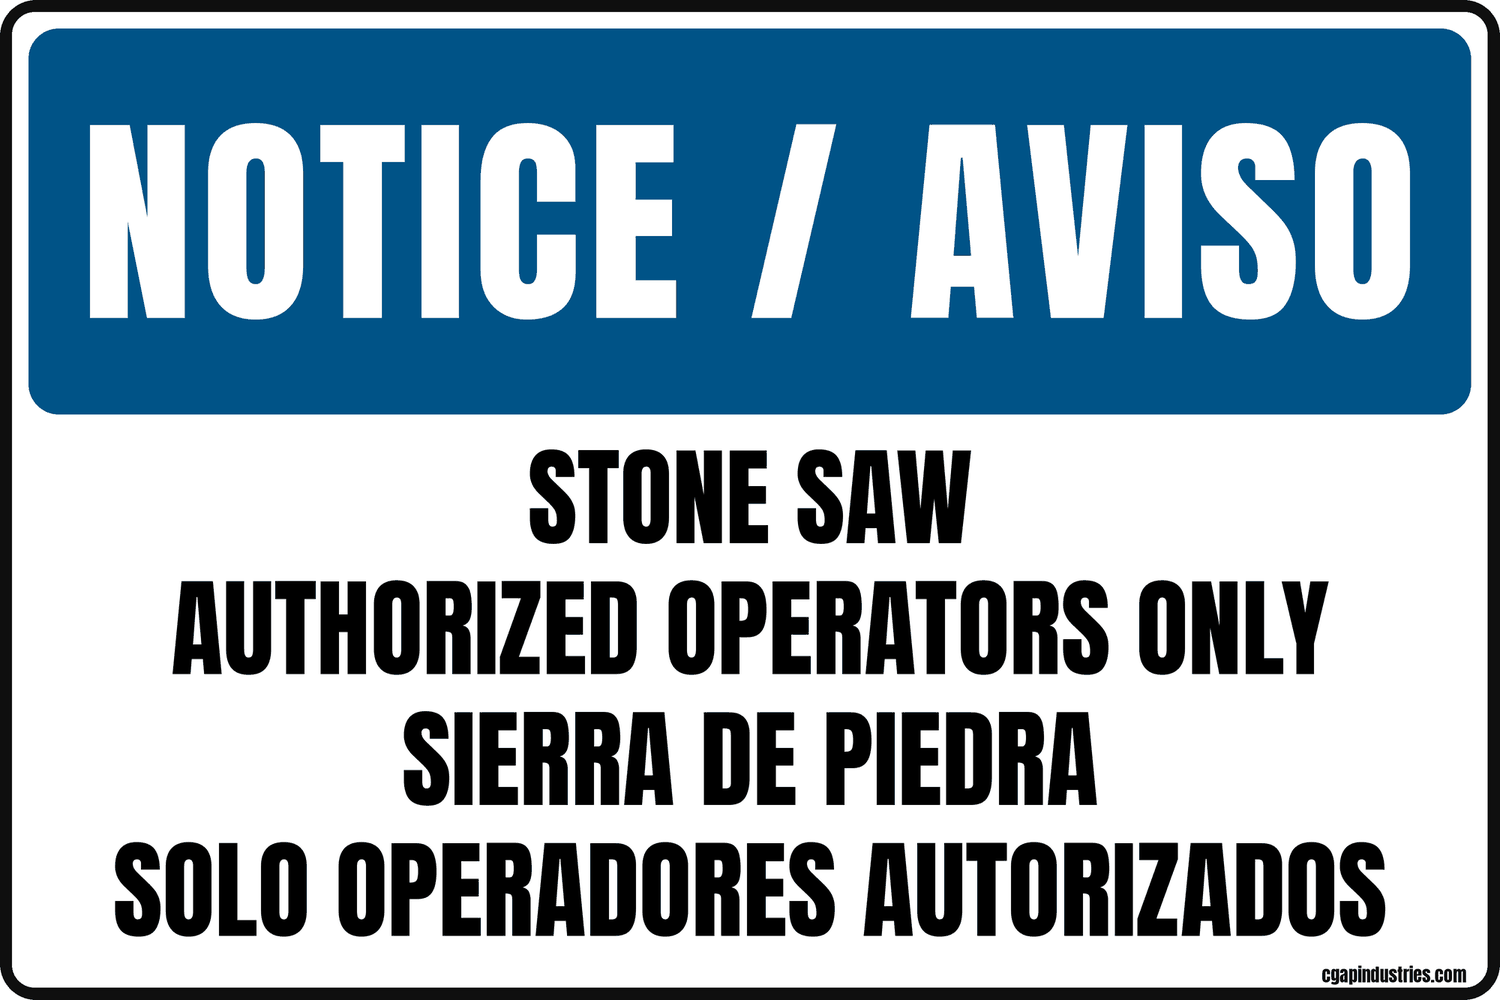 NOTICE / AVISO
STONE SAW
AUTHORIZED OPERATORS ONLY
SIERRA DE PIEDRA
SOLO OPERADORES AUTORIZADOS
cgapindustries.com